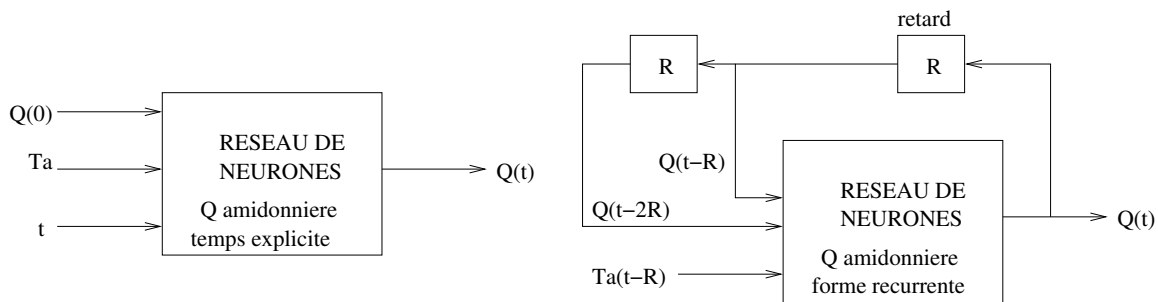 Q(0)
Ta
t
RESEAU DE
NEURONES
Q amidonniere
temps explicite
Q(t)
retard
R
R
Q(t−R)
Q(t−2R)
Ta(t−R)
RESEAU DE
NEURONES
Q amidonniere
forme recurrente
Q(t)